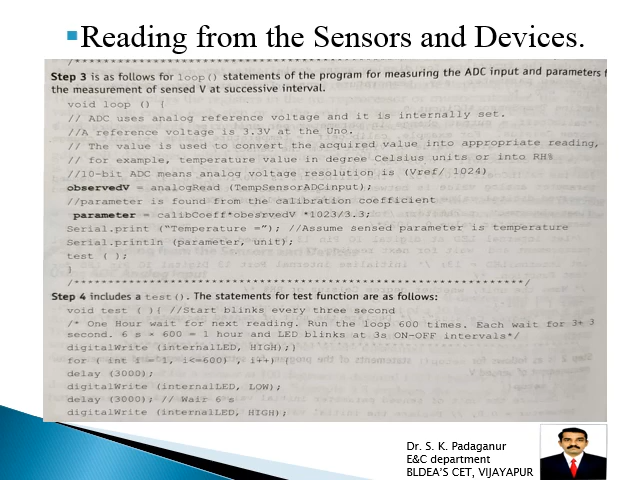 Reading from the Sensors and Devices.
/*****************************************************
Step 3 is as follows for loop() statements of the program for measuring the ADC input and parameters f
the measurement of sensed V at successive interval.
void loop () {
// ADC uses analog reference voltage and it is internally set.
//A reference voltage is 3.3V at the Uno.
// The value is used to convert the acquired value into appropriate reading,
// for example, temperature value in degree Celsius units or into RH%
//10-bit ADC means analog voltage resolution is (Vref/ 1024)
observedV = analogRead (TempSensorADCinput);
//parameter is found from the calibration coefficient
parameter = calibCoeff*obesrvedV *1023/3.3;
Serial.print ("Temperature ="); //Assume sensed parameter is temperature
Serial.println (parameter, unit);
test ( );
}
/*****************************************************/
Step 4 includes a test(). The statements for test function are as follows:
void test ( ){ //Start blinks every three second
/* One Hour wait for next reading. Run the loop 600 times. Each wait for 3+ 3
second. 6 s × 600 = 1 hour and LED blinks at 3s ON-OFF intervals*/
digitalWrite (internalLED, HIGH);}
for ( int i = 1, i<=600) , i++)
delay (3000);
digitalWrite (internalLED, LOW);
delay (3000); // Wair 6 s
digitalWrite (internalLED, HIGH);
Dr. S. K. Padaganur
E&C department
BLDEA'S CET, VIJAYAPUR